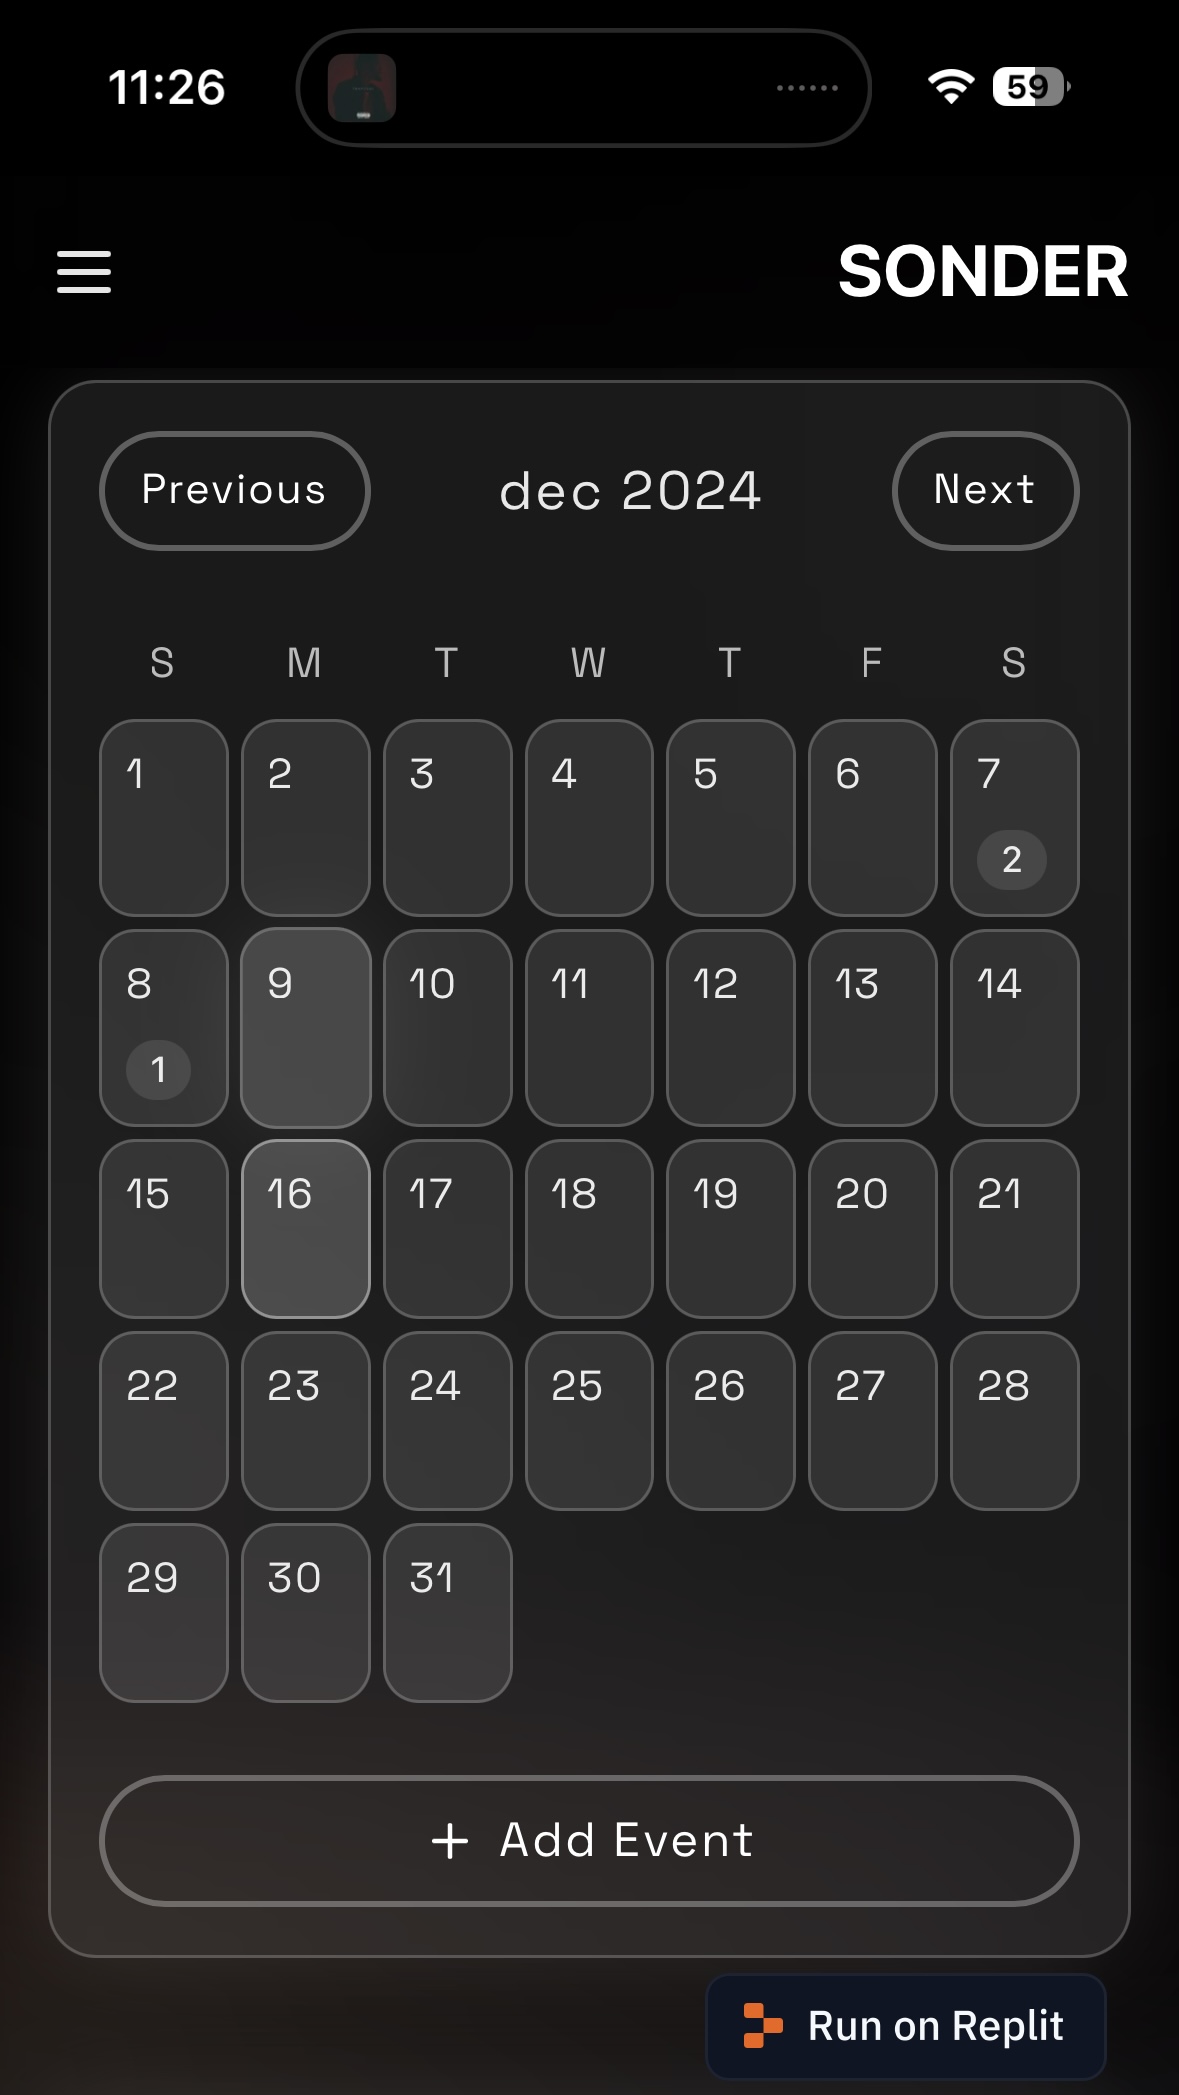 11:26 59
SONDER
Previous dec 2024 Next
S M T W T F S
1 2 3 4 5 6 7
2
8 9 10 11 12 13 14
1
15 16 17 18 19 20 21
22 23 24 25 26 27 28
29 30 31
+ Add Event
Run on Replit